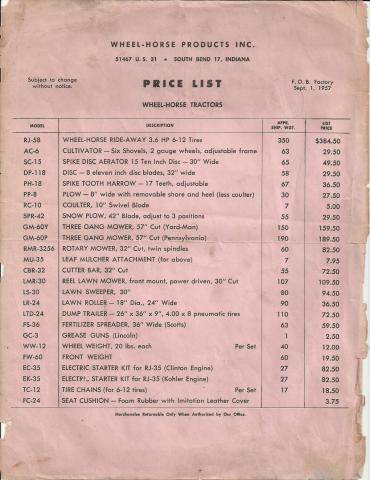 WHEEL-HORSE PRODUCTS INC.
51467 U.S. 31 • SOUTH BEND 17, INDIANA
Subject to change without notice.
PRICE LIST
F.O.B. Factory
Sept. 1, 1957
WHEEL-HORSE TRACTORS
MODEL DESCRIPTION APPX. SHIP. WGT. LIST PRICE
RJ-58 WHEEL-HORSE RIDE-AWAY 3.6 HP 6-12 Tires 350 $384.50
AC-6 CULTIVATOR — Six Shovels, 2 gauge wheels, adjustable frame 63 29.50
SC-15 SPIKE DISC AERATOR 15 Ten Inch Disc — 30" Wide 65 49.50
DP-118 DISC — 8 eleven inch disc blades, 32" wide 58 29.50
PH-18 SPIKE TOOTH HARROW — 17 Teeth, adjustable 67 36.50
PP-8 PLOW — 8" wide with removable share and heel (less coulter) 30 27.50
RC-10 COULTER, 10" Swivel Blade 7 5.00
SPR-42 SNOW PLOW, 42" Blade, adjust to 3 positions 55 29.50
GM-60Y THREE GANG MOWER, 57" Cut (Yard-Man) 150 159.50
GM-60P THREE GANG MOWER, 57" Cut (Pennsylvania) 190 189.50
RMR-3256 ROTARY MOWER, 32" Cut, twin spindles 60 82.50
MU-35 LEAF MULCHER ATTACHMENT (for above) 7 7.95
CBR-32 CUTTER BAR, 32" Cut 55 72.50
LMR-30 REEL LAWN MOWER, front mount, power driven, 30" Cut 107 109.50
LS-30 LAWN SWEEPER, 30" 80 94.50
LR-24 LAWN ROLLER — 18" Dia., 24" Wide 90 36.50
LTD-24 DUMP TRAILER — 26" x 36" x 9", 4.00 x 8 pneumatic tires 110 72.50
FS-36 FERTILIZER SPREADER, 36" Wide (Scotts) 63 59.50
GC-3 GREASE GUNS (Lincoln) 1 2.50
WW-12 WHEEL WEIGHT, 20 lbs. each Per Set 40 12.00
FW-60 FRONT WEIGHT 60 19.50
EC-35 ELECTRIC STARTER KIT for RJ-35 (Clinton Engine) 27 82.50
EK-35 STARTER KIT for RJ-35 (Kohler Engine) 27 82.50
TC-12 TIRE CHAINS (for 6-12 tires) Per Set 17 18.50
FC-24 SEAT CUSHION — Foam Rubber with Imitation Leather Cover 3.75
Merchandise Returnable Only When Authorized by Our Office.